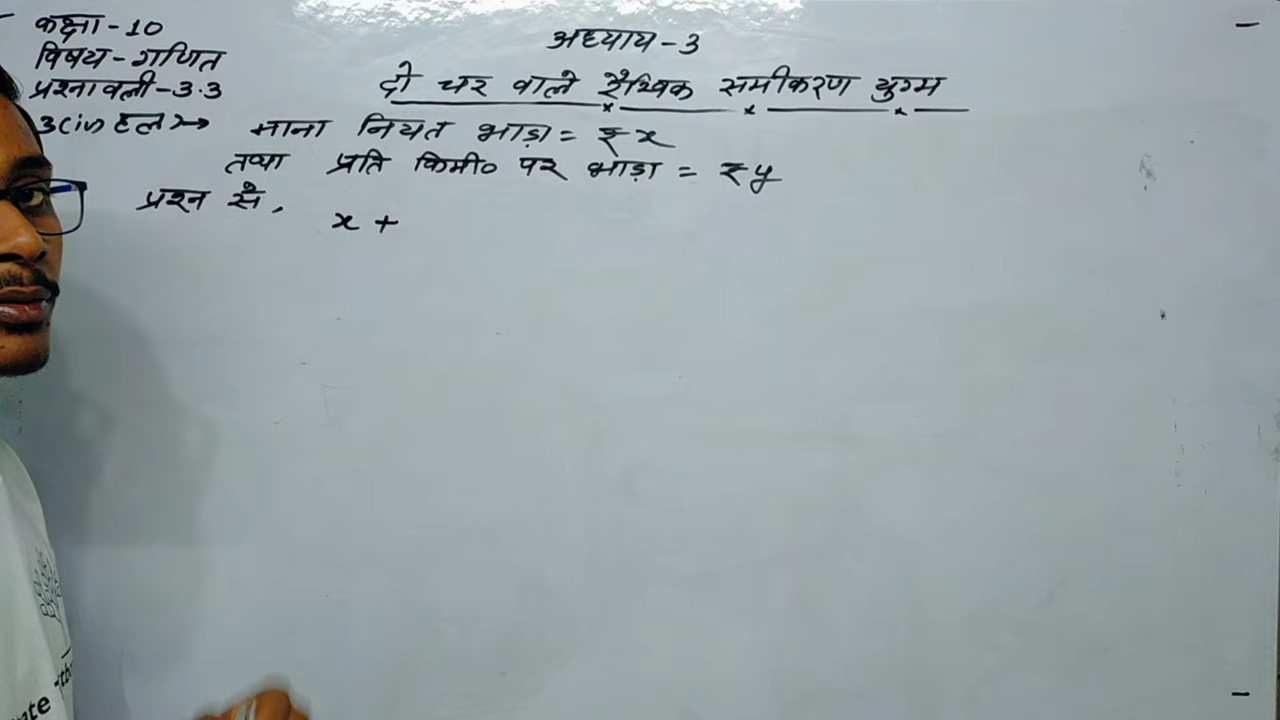 कक्षा-10
विषय-गणित
प्रश्नावली-3.3
अध्याय-3
दो चर वाले रैखिक समीकरण युग्म
3(iv) हल→ माना नियत भाड़ा = ₹ x
तथा प्रति किमी० पर भाड़ा = ₹ y
प्रश्न से,
x +